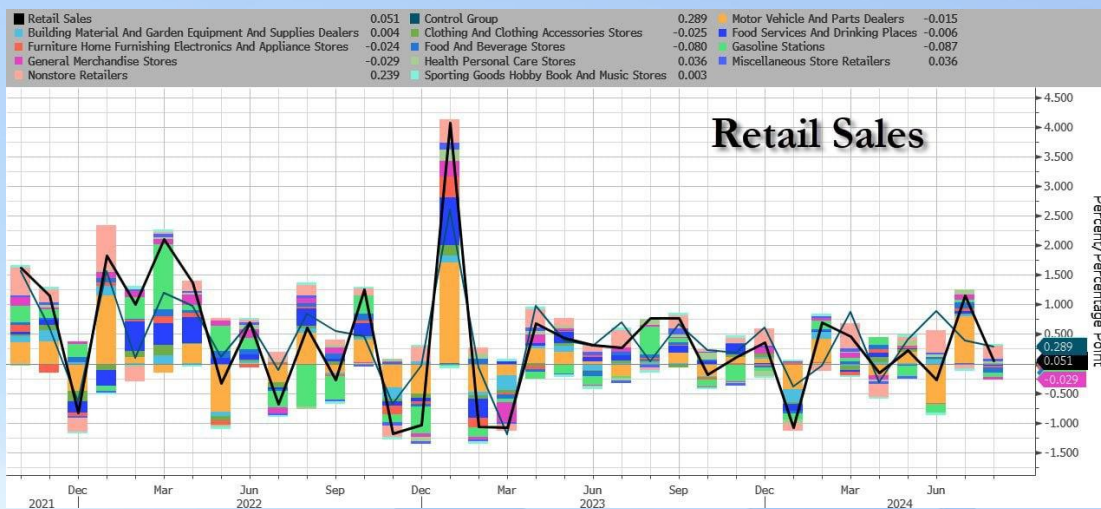 Retail Sales 0.051 Control Group 0.289 Motor Vehicle And Parts Dealers -0.015
Building Material And Garden Equipment And Supplies Dealers 0.004 Clothing And Clothing Accessories Stores -0.025 Food Services And Drinking Places -0.006
Furniture Home Furnishing Electronics And Appliance Stores -0.024 Food And Beverage Stores -0.080 Gasoline Stations -0.087
General Merchandise Stores -0.029 Health Personal Care Stores 0.036 Miscellaneous Store Retailers 0.036
Nonstore Retailers 0.239 Sporting Goods Hobby Book And Music Stores 0.003
Retail Sales
4.500
4.000
3.500
3.000
2.500
2.000
1.500
1.000
0.500
0.289
0.051
-0.029
-0.500
-1.000
-1.500
Percent/Percentage Point
Dec Mar Jun Sep Dec Mar Jun Sep Dec Mar Jun
2021 2022 2023 2024